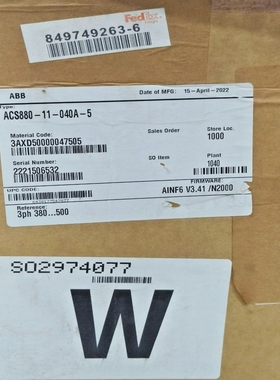 FedEx
849749263-6
ABB
Date of MFG: 15-April-2022
Type:
ACS880-11-040A-5
Material Code:
3AXD50000047505
Sales Order
Store Loc.
1000
Serial Number
2221506532
SO Item
Plant
1040
UPC CODE:
FIRMWARE:
AINF6 V3.41 /N2000
Reference:
3ph 380...500
SO2974077
W